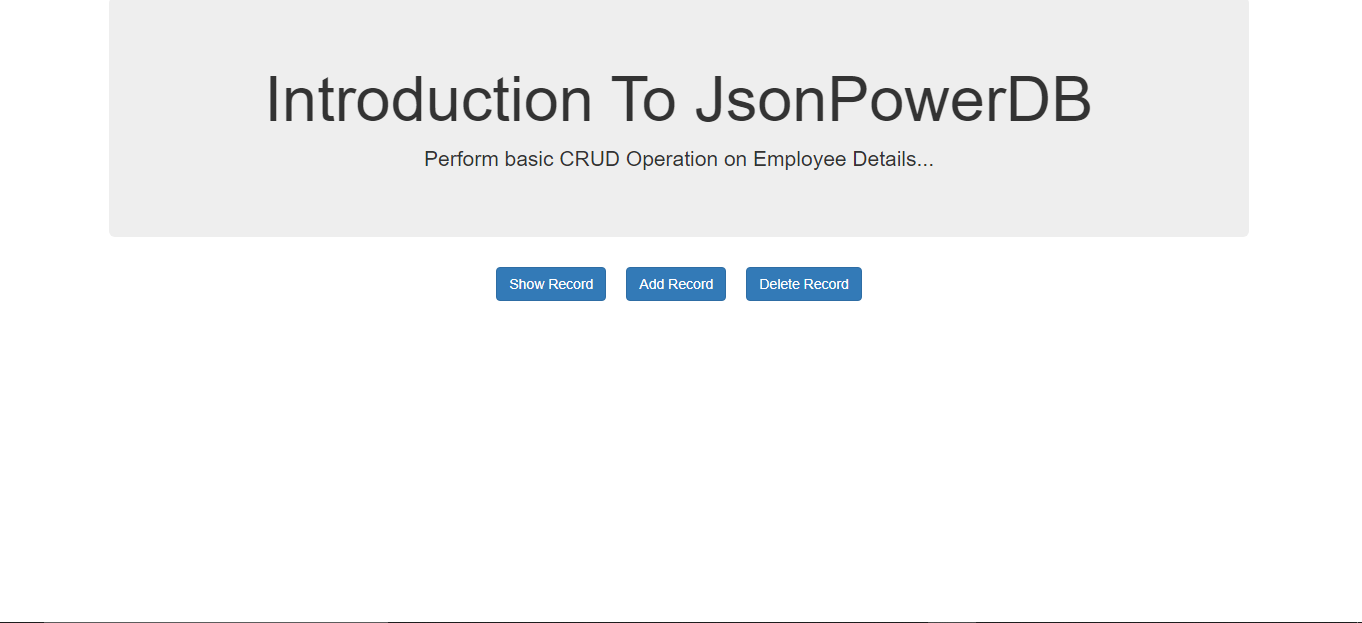 Introduction To JsonPowerDB
Perform basic CRUD Operation on Employee Details...
Show Record Add Record Delete Record